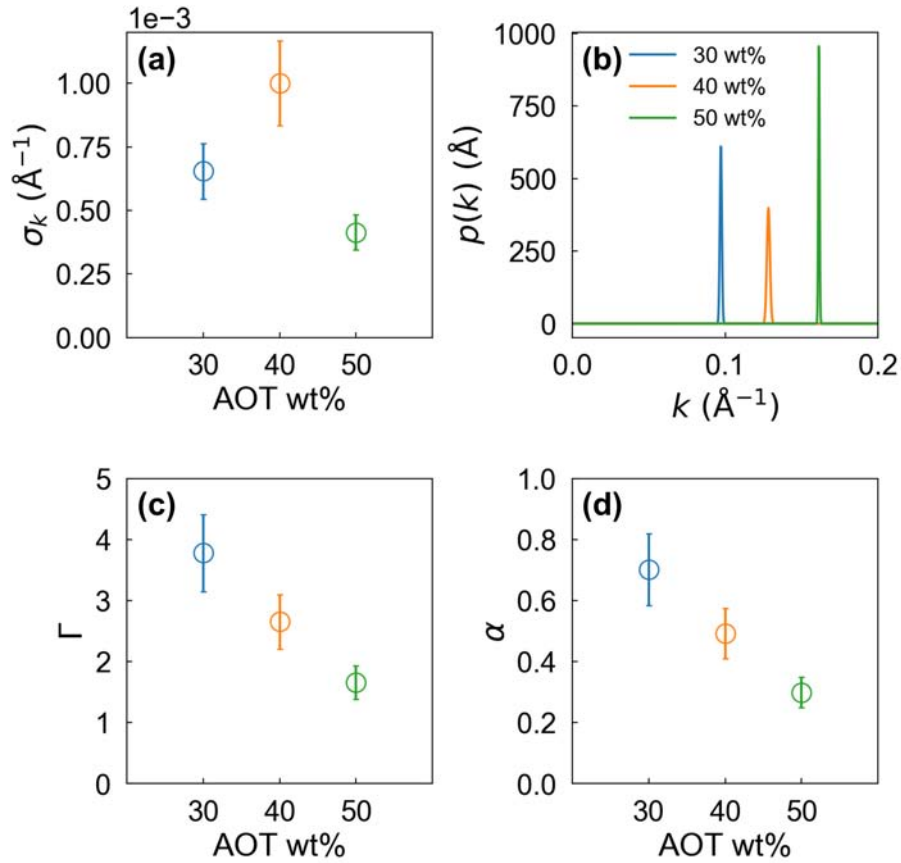 1e−3
(a)
1.00
0.75
0.50
0.25
0.00
σₖ (Å⁻¹)
30 40 50
AOT wt%
(b)
30 wt%
40 wt%
50 wt%
1000
750
500
250
0
p(k) (Å)
0.0 0.1 0.2
k (Å⁻¹)
(c)
5
4
3
2
1
0
Γ
30 40 50
AOT wt%
(d)
1.0
0.8
0.6
0.4
0.2
0.0
α
30 40 50
AOT wt%